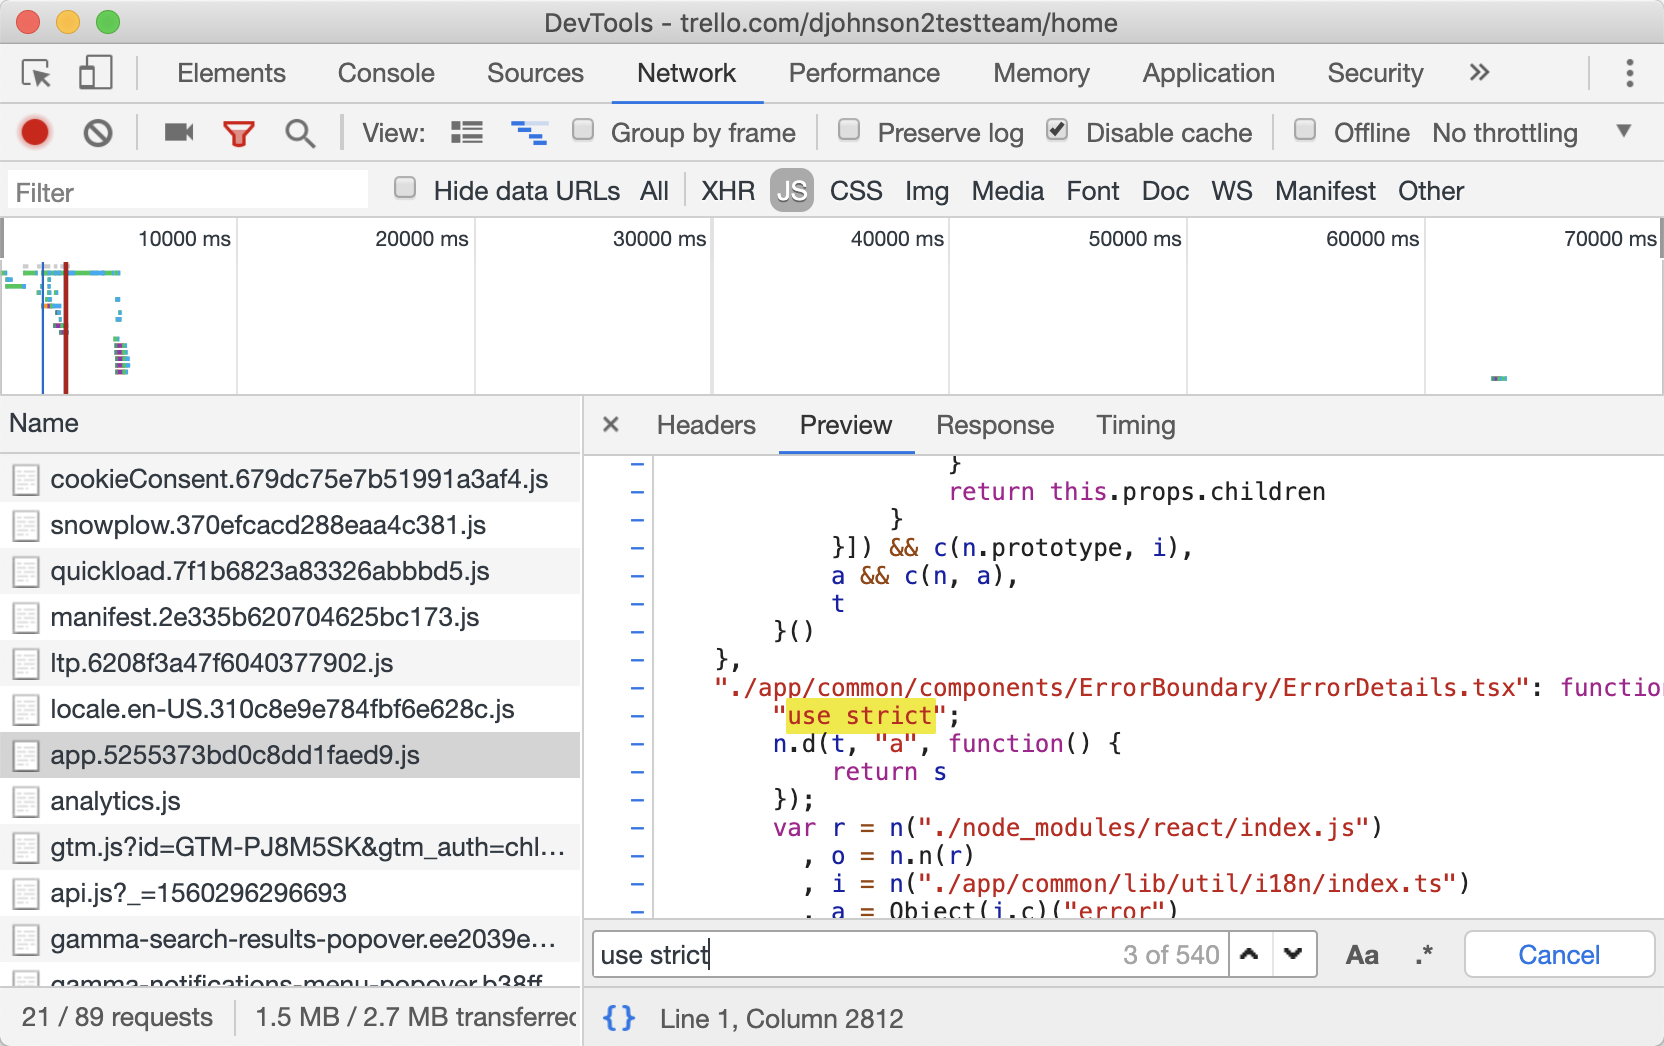 DevTools - trello.com/djohnson2testteam/home
Elements Console Sources Network Performance Memory Application Security »
View: Group by frame Preserve log Disable cache Offline No throttling
Filter Hide data URLs All XHR JS CSS Img Media Font Doc WS Manifest Other
10000 ms 20000 ms 30000 ms 40000 ms 50000 ms 60000 ms 70000 ms
Name
cookieConsent.679dc75e7b51991a3af4.js
snowplow.370efcacd288eaa4c381.js
quickload.7f1b6823a83326abbbd5.js
manifest.2e335b620704625bc173.js
ltp.6208f3a47f6040377902.js
locale.en-US.310c8e9e784fbf6e628c.js
app.5255373bd0c8dd1faed9.js
analytics.js
gtm.js?id=GTM-PJ8M5SK&gtm_auth=chl…
api.js?_=1560296296693
gamma-search-results-popover.ee2039e…
gamma-notifications-menu-popover.b38ff
21 / 89 requests 1.5 MB / 2.7 MB transferred
× Headers Preview Response Timing
}
return this.props.children
}
}]) && c(n.prototype, i),
a && c(n, a),
t
}()
},
"./app/common/components/ErrorBoundary/ErrorDetails.tsx": functio
"use strict";
n.d(t, "a", function() {
return s
});
var r = n("./node_modules/react/index.js")
, o = n.n(r)
, i = n("./app/common/lib/util/i18n/index.ts")
, a = Object(i.c)("error")
use strict 3 of 540 Aa .* Cancel
{} Line 1, Column 2812